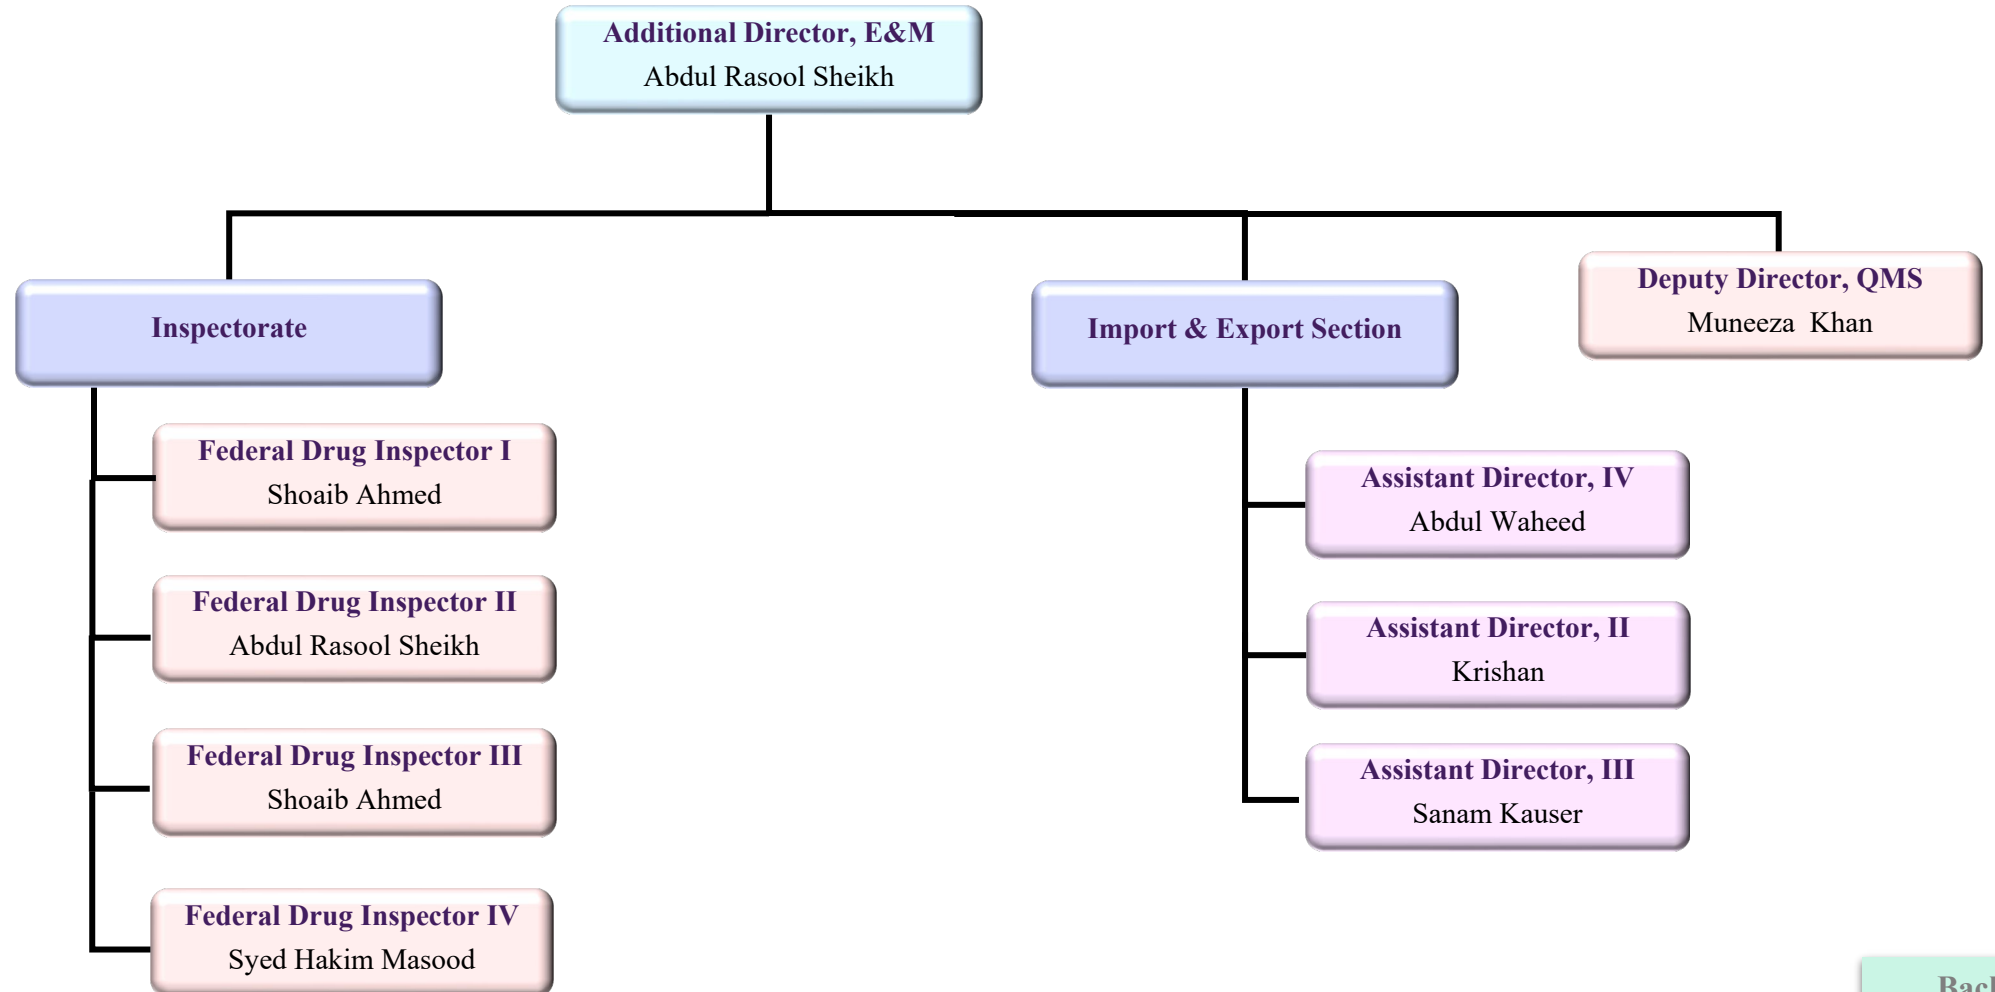 Additional Director, E&M
Abdul Rasool Sheikh
Inspectorate
Import & Export Section
Deputy Director, QMS
Muneeza Khan
Federal Drug Inspector I
Shoaib Ahmed
Federal Drug Inspector II
Abdul Rasool Sheikh
Federal Drug Inspector III
Shoaib Ahmed
Federal Drug Inspector IV
Syed Hakim Masood
Assistant Director, IV
Abdul Waheed
Assistant Director, II
Krishan
Assistant Director, III
Sanam Kauser